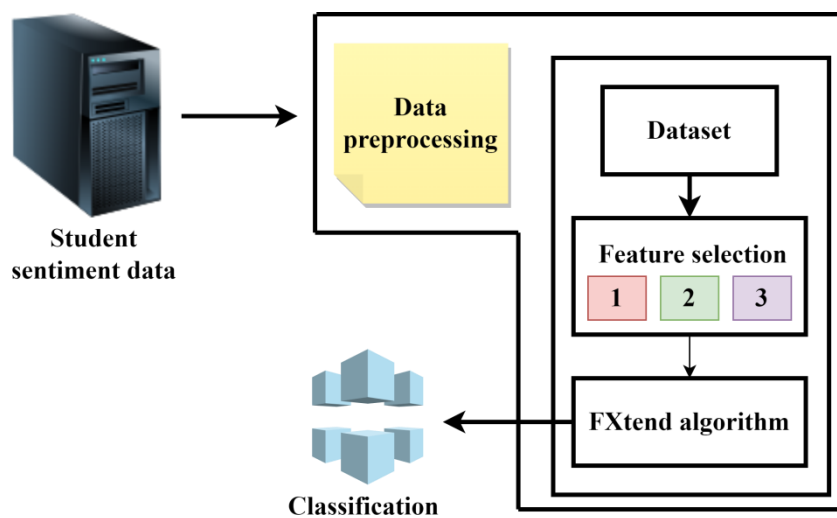 Student
sentiment data
Data
preprocessing
Dataset
Feature selection
1 2 3
FXtend algorithm
Classification